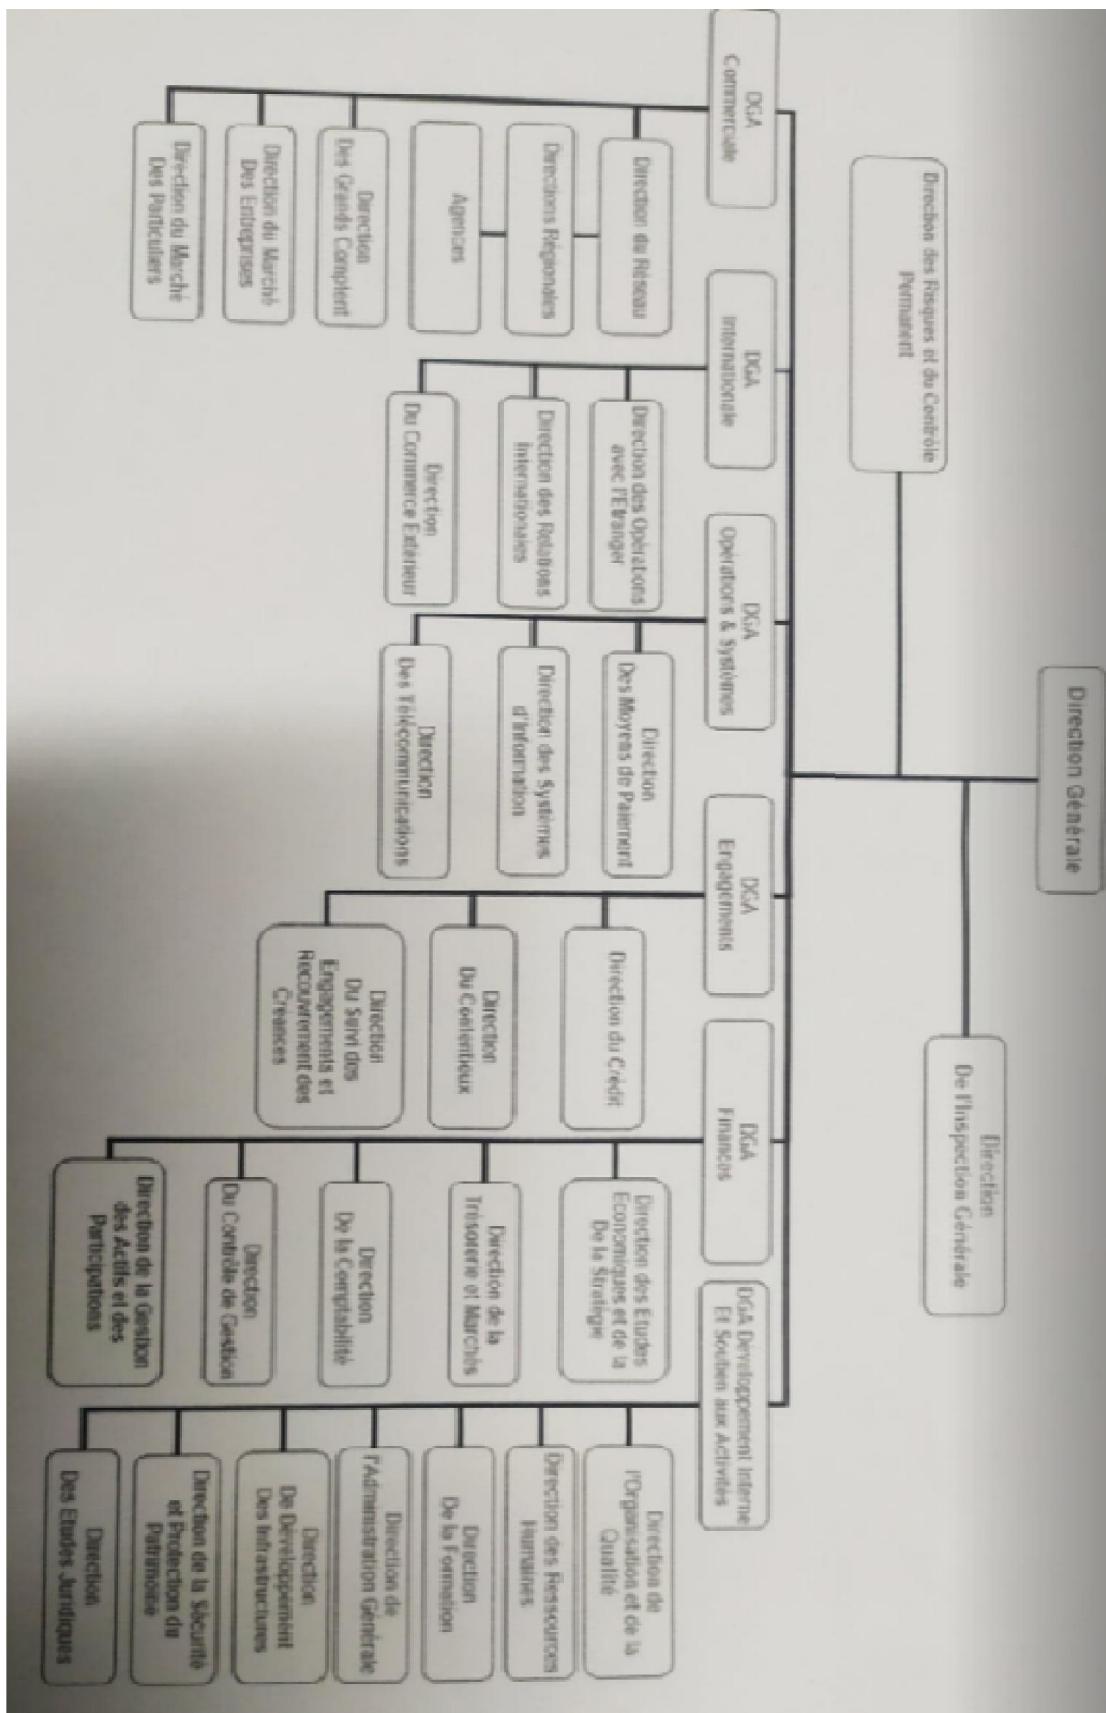 Direction Générale
Direction
De l'Inspection Générale
Direction des Risques et du Contrôle
Permanent
DGA
Commerciale
Direction du Réseau
Directions Régionales
Agences
Direction
Des Grands Comptent
Direction du Marché
Des Entreprises
Direction du Marché
Des Particuliers
DGA
Internationale
Direction des Opérations
avec l'Etranger
Direction des Relations
Internationales
Direction
Du Commerce Extérieur
DGA
Opérations & Systèmes
Direction
Des Moyens de Paiement
Direction des Systèmes
d'Information
Direction
Des Télécommunications
DGA
Engagements
Direction du Crédit
Direction
Du Contentieux
Direction
Du Suivi des
Engagements et
Recouvrement des
Créances
DGA
Finances
Direction des Etudes
Economiques et de la
De la Stratégie
Direction de la
Trésorerie et Marchés
Direction
De la Comptabilité
Direction
Du Contrôle de Gestion
Direction de la Gestion
des Actifs et des
Participations
DGA Développement Interne
Et Soutien aux Activités
Direction de
l'Organisation et de la
Qualité
Direction des Ressources
Humaines
Direction
De la Formation
Direction de
l'Administration Générale
Direction
De Développement
Des Infrastructures
Direction de la Sécurité
et Protection du
Patrimoine
Direction
Des Etudes Juridiques